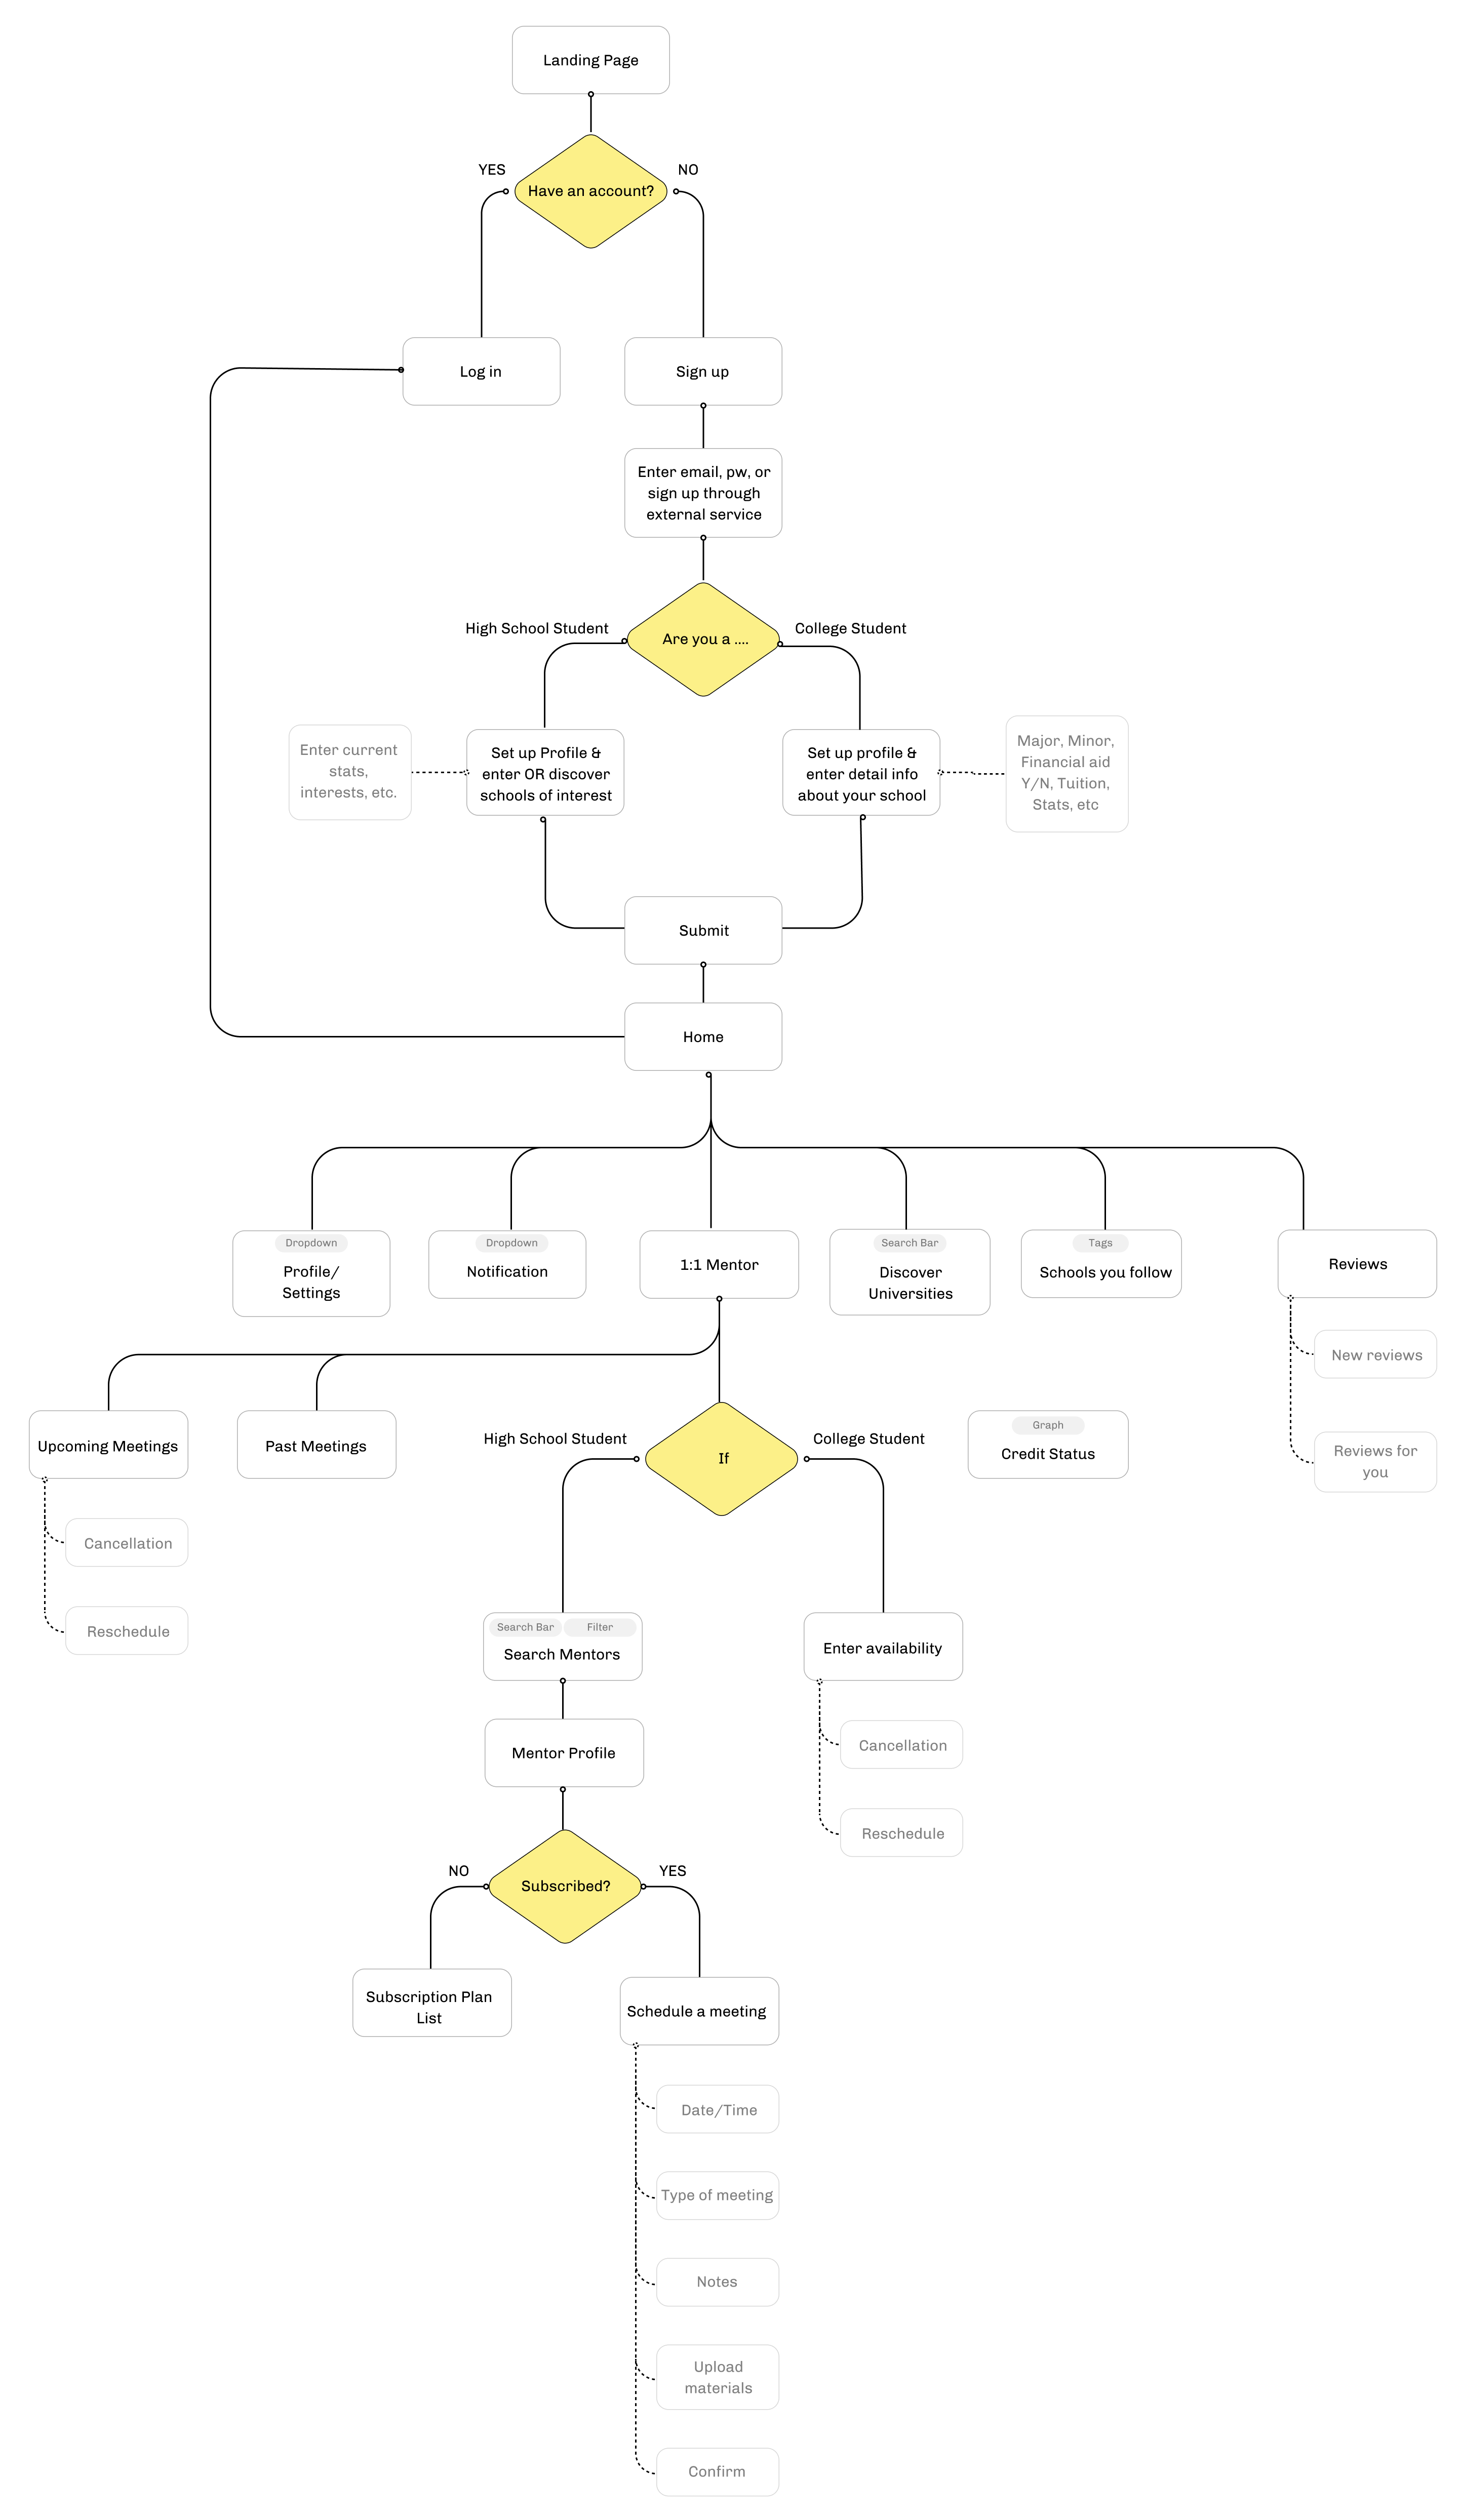 Landing Page
YES
NO
Have an account?
Log in
Sign up
Enter email, pw, or
sign up through
external service
High School Student
College Student
Are you a ....
Enter current
stats,
interests, etc.
Set up Profile &
enter OR discover
schools of interest
Set up profile &
enter detail info
about your school
Major, Minor,
Financial aid
Y/N, Tuition,
Stats, etc
Submit
Home
Dropdown
Profile/
Settings
Dropdown
Notification
1:1 Mentor
Search Bar
Discover
Universities
Tags
Schools you follow
Reviews
New reviews
Reviews for
you
Upcoming Meetings
Past Meetings
High School Student
If
College Student
Graph
Credit Status
Cancellation
Reschedule
Search Bar
Filter
Search Mentors
Enter availability
Mentor Profile
Cancellation
Reschedule
NO
YES
Subscribed?
Subscription Plan
List
Schedule a meeting
Date/Time
Type of meeting
Notes
Upload
materials
Confirm